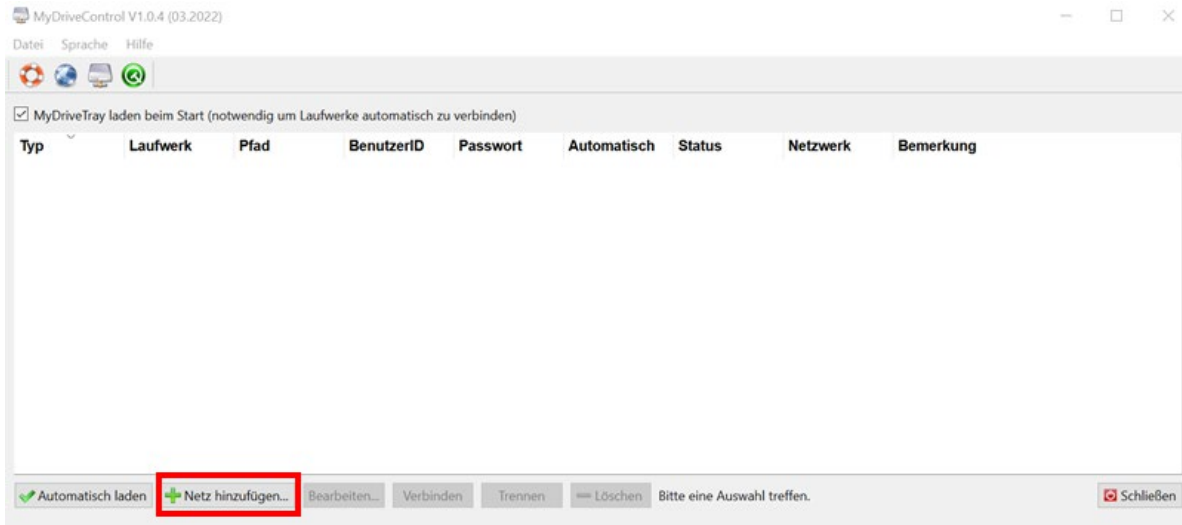 MyDriveControl V1.0.4 (03.2022)
Datei Sprache Hilfe
MyDriveTray laden beim Start (notwendig um Laufwerke automatisch zu verbinden)
Typ Laufwerk Pfad BenutzerID Passwort Automatisch Status Netzwerk Bemerkung
Automatisch laden Netz hinzufügen... Bearbeiten... Verbinden Trennen Löschen Bitte eine Auswahl treffen. Schließen